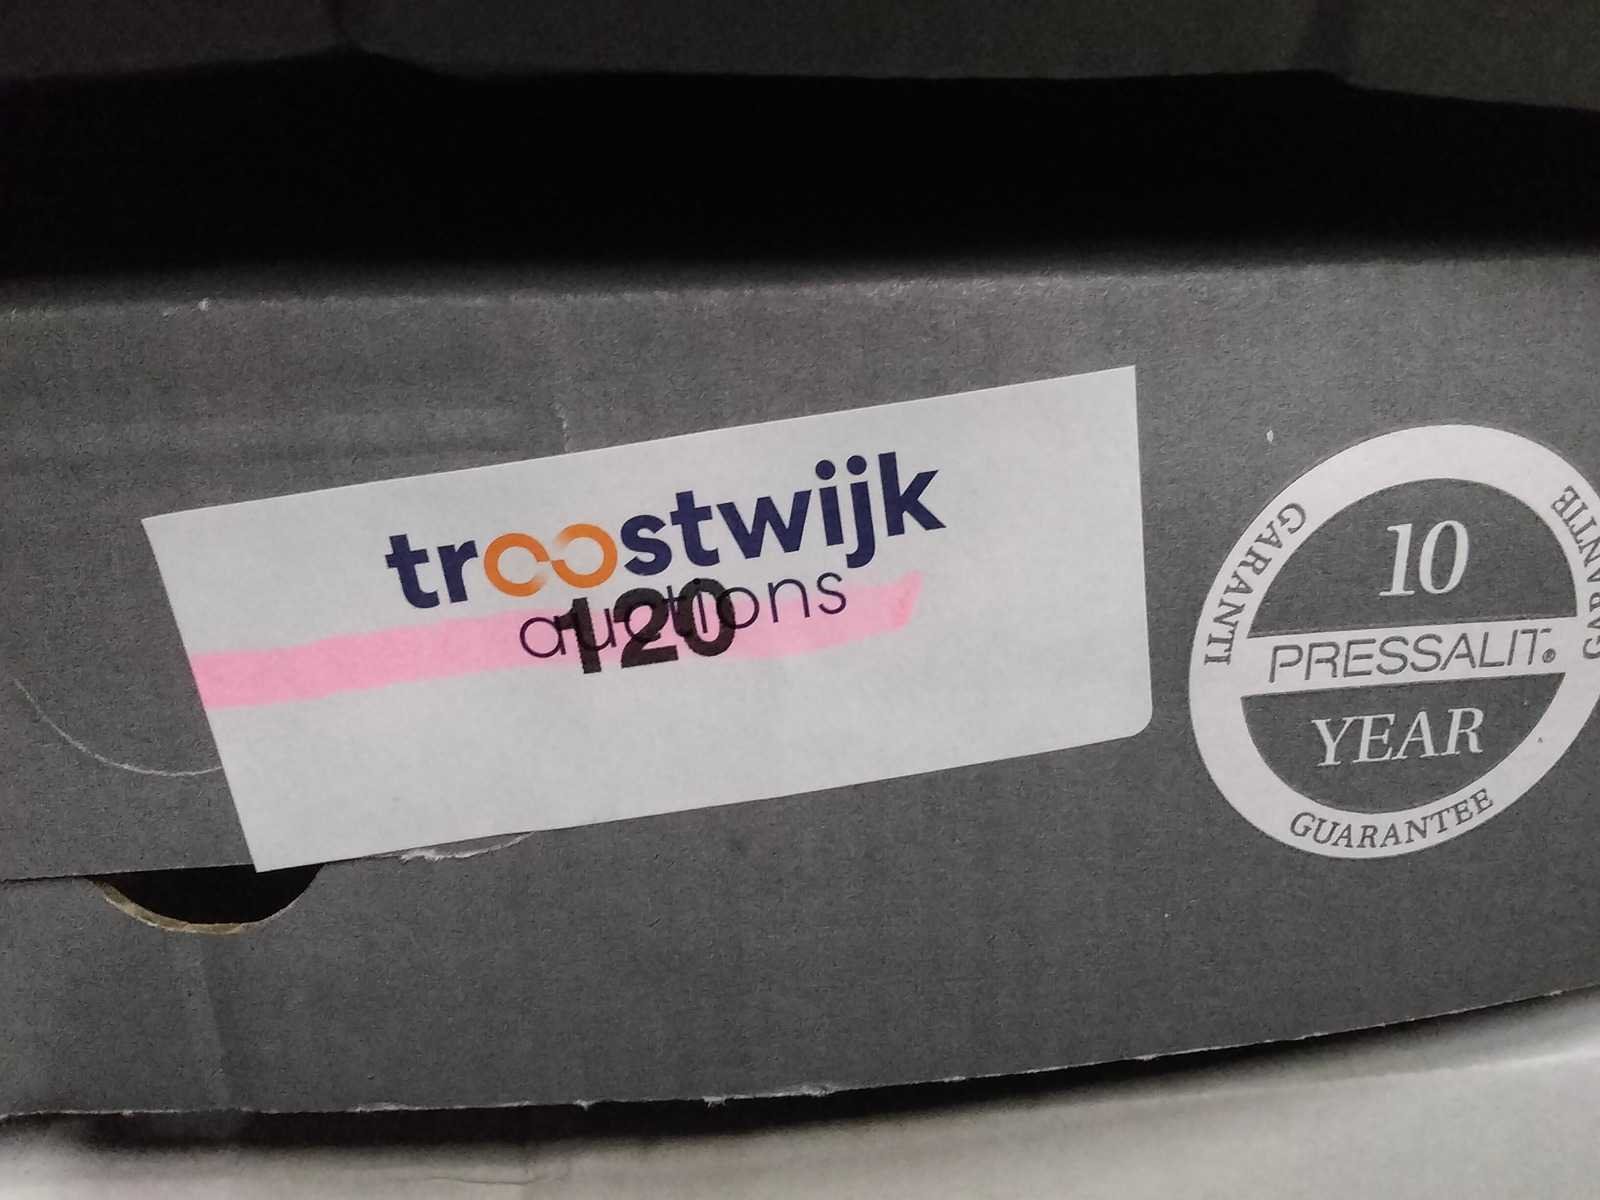 troostwijk
auctions
120
GARANTI
GARANTIE
10
PRESSALIT®
YEAR
GUARANTEE